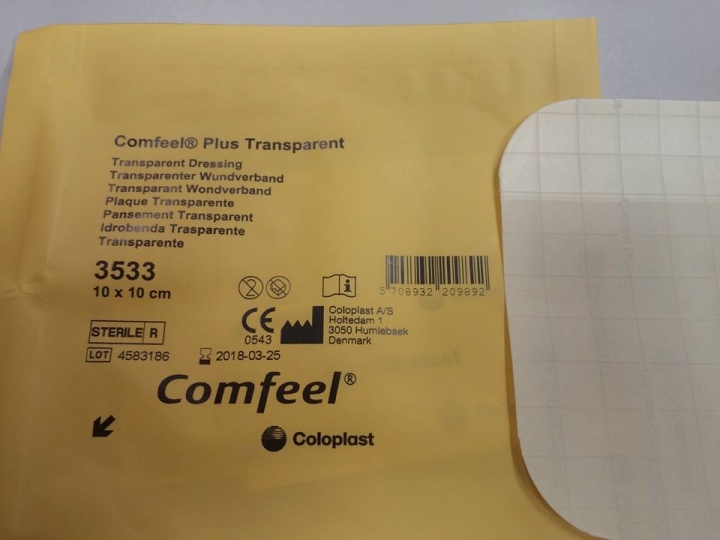 Comfeel® Plus Transparent
Transparent Dressing
Transparenter Wundverband
Transparant Wondverband
Plaque Transparente
Pansement Transparent
Idrobenda Trasparente
Transparente
3533
10 x 10 cm
5 708932 209892
Coloplast A/S
Holtedam 1
3050 Humlebaek
Denmark
CE
0543
STERILE R
LOT 4583186 2018-03-25
Comfeel®
Coloplast